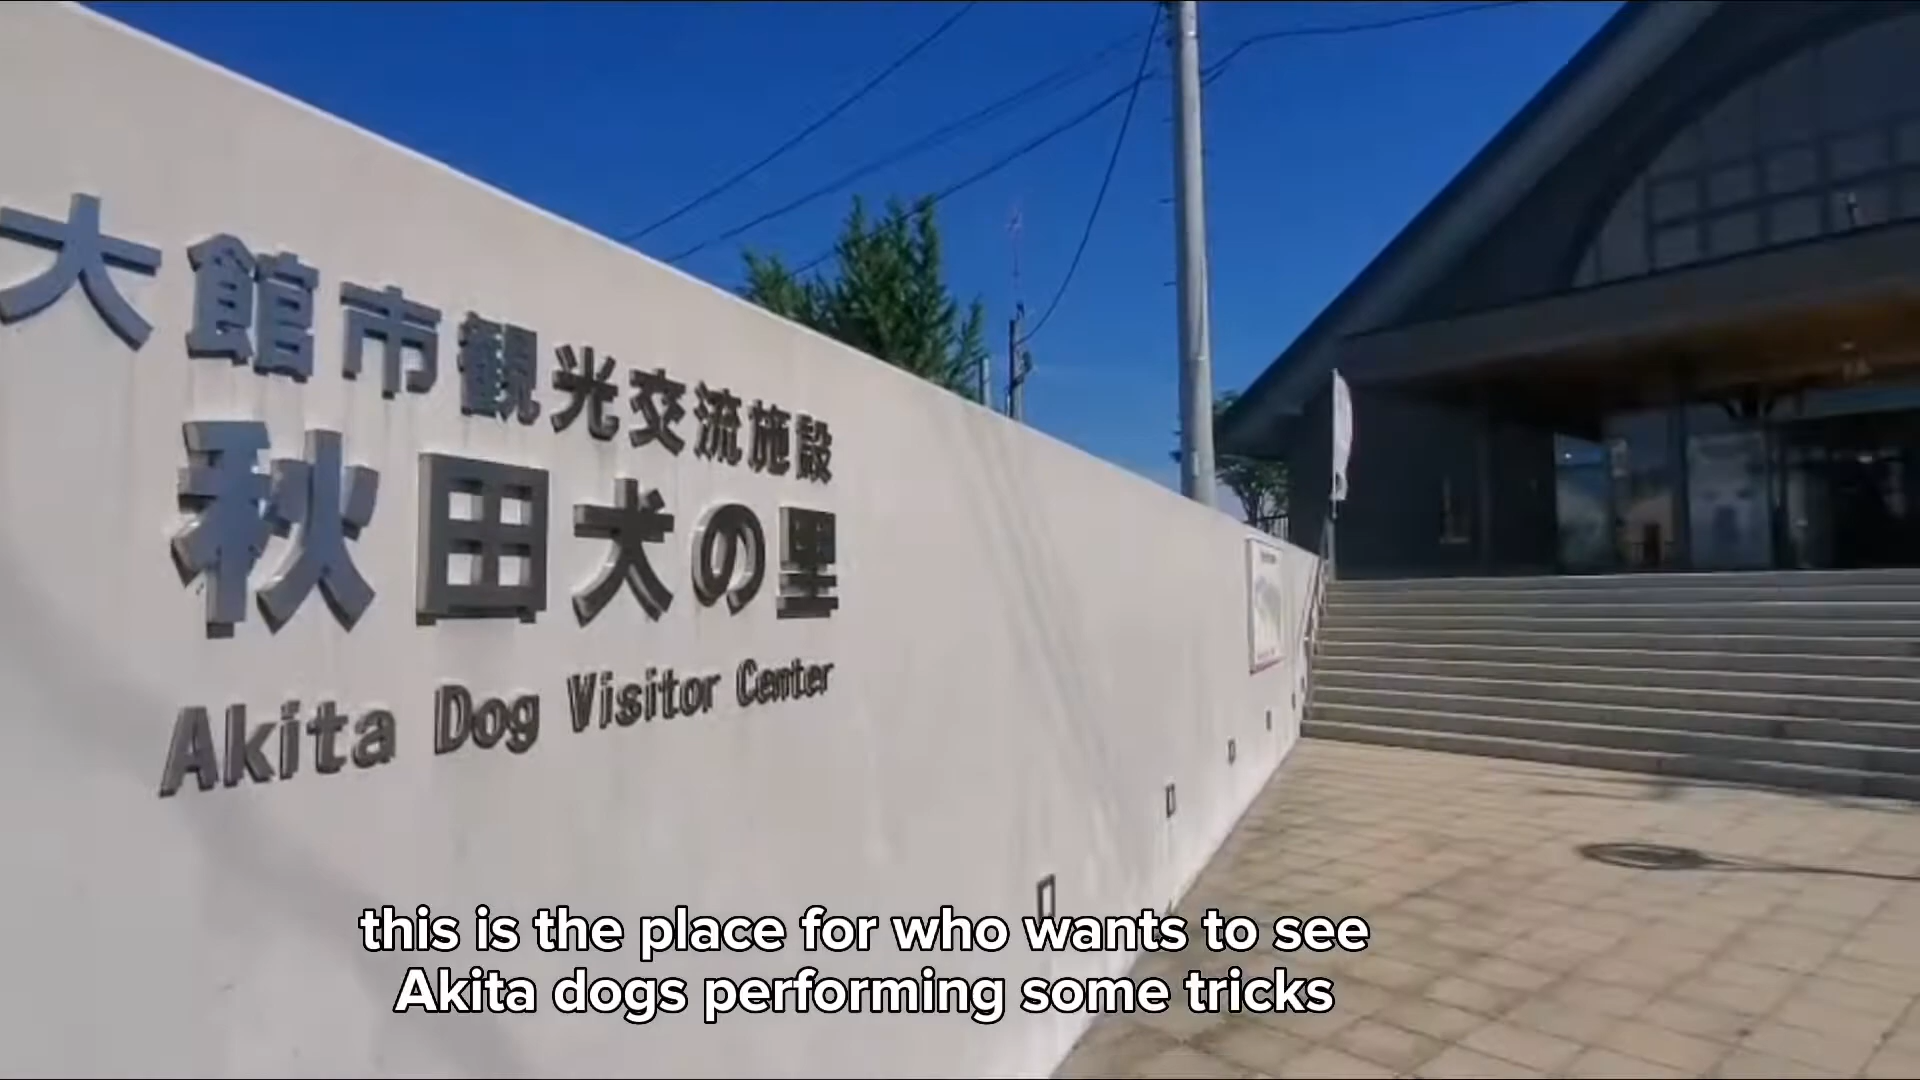 大館市観光交流施設
秋田犬の里
Akita Dog Visitor Center
this is the place for who wants to see
Akita dogs performing some tricks